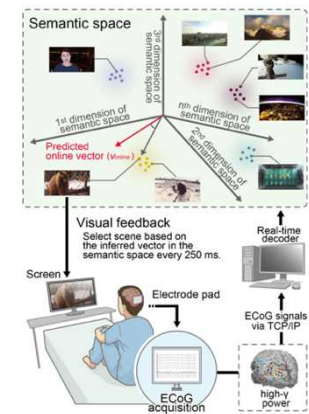 Semantic space
3rd dimension of
semantic space
1st dimension of
semantic space
nth dimension of
semantic space
2nd dimension of
semantic space
Predicted
online vector (vonline)
Visual feedback
Select scene based on
the inferred vector in the
semantic space every 250 ms.
Real-time
decoder
Screen
Electrode pad
ECoG signals
via TCP/IP
ECoG
acquisition
high-γ
power